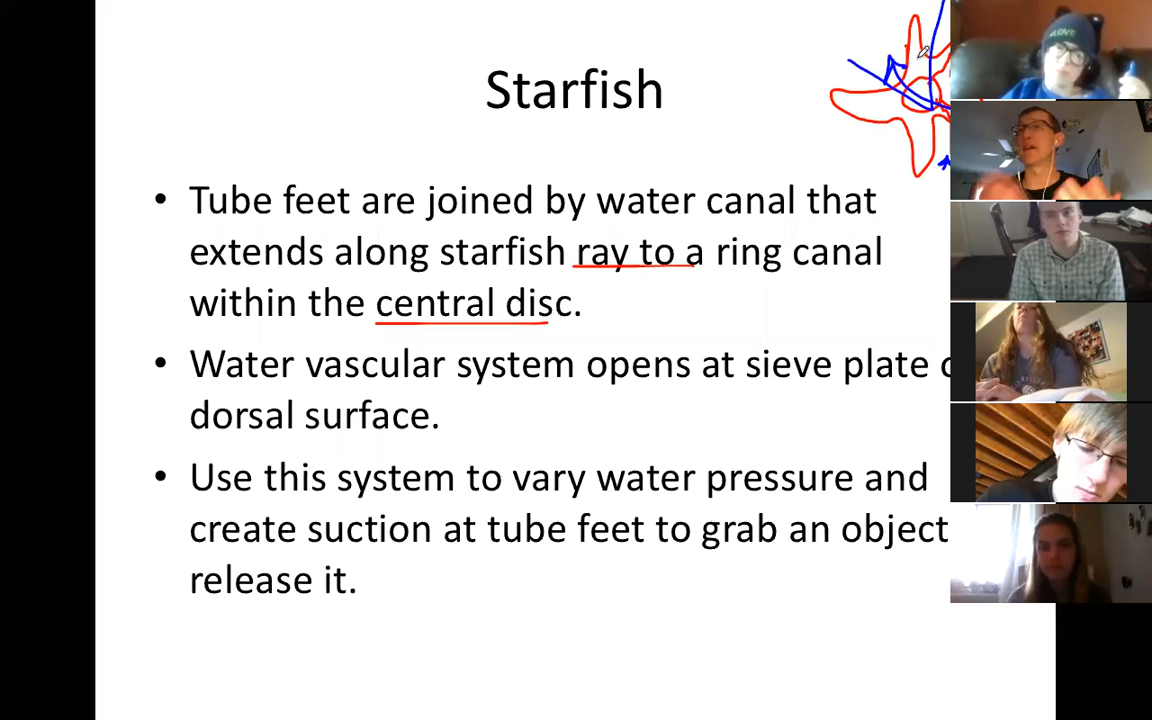 Starfish
• Tube feet are joined by water canal that
extends along starfish ray to a ring canal
within the central disc.
• Water vascular system opens at sieve plate
dorsal surface.
• Use this system to vary water pressure and
create suction at tube feet to grab an object
release it.